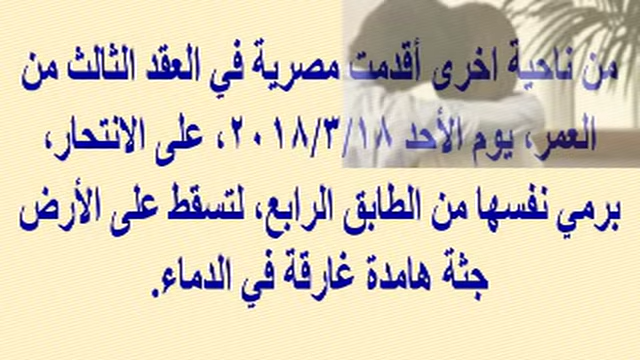 من ناحية اخرى أقدمت مصرية في العقد الثالث من
العمر، يوم الأحد ٢٠١٨/٣/١٨، على الانتحار،
برمي نفسها من الطابق الرابع، لتسقط على الأرض
جثة هامدة غارقة في الدماء.